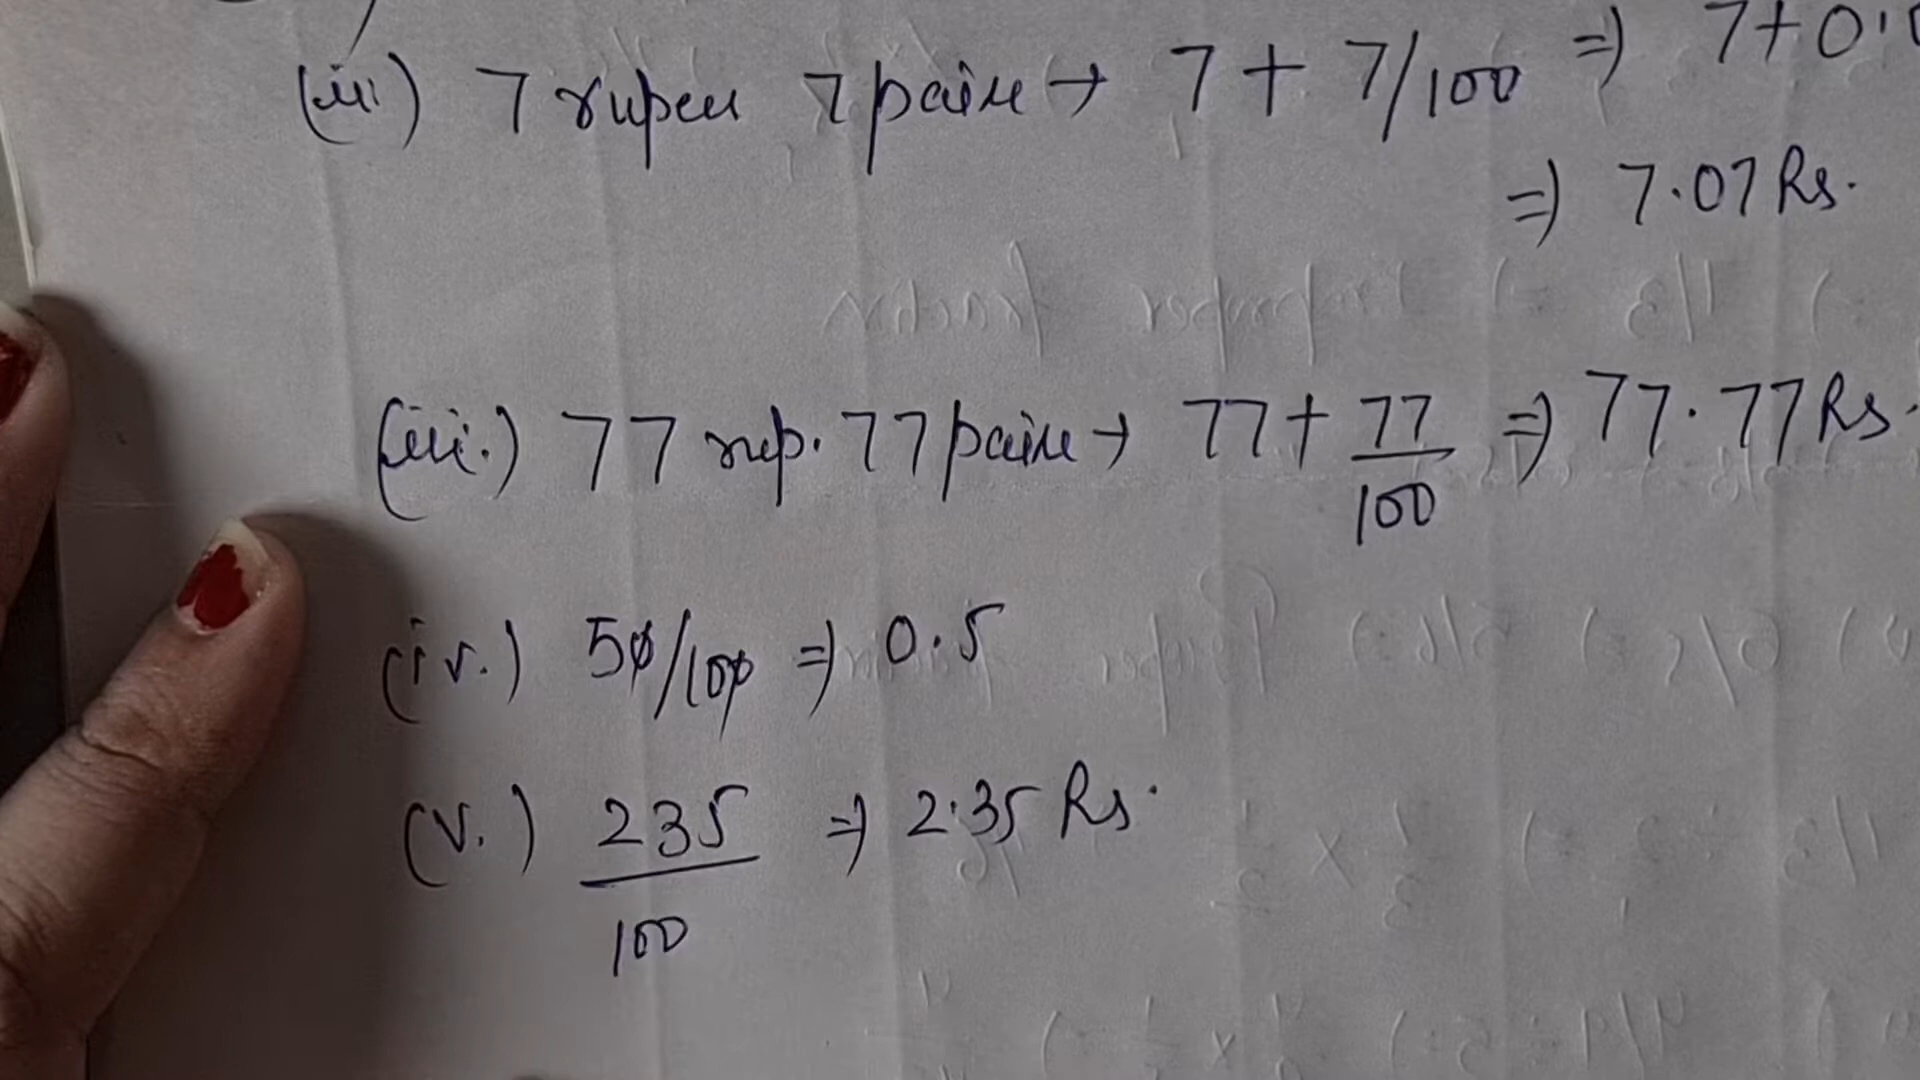 (ii) 7 rupees 7 paise → 7 + 7/100 ⇒ 7+0.0
⇒ 7.07 Rs.
(iii.) 77 rup. 77 paise → 77 + 77/100 ⇒ 77.77 Rs.
(iv.) 50/100 ⇒ 0.5
(v.) 235/100 ⇒ 2.35 Rs.